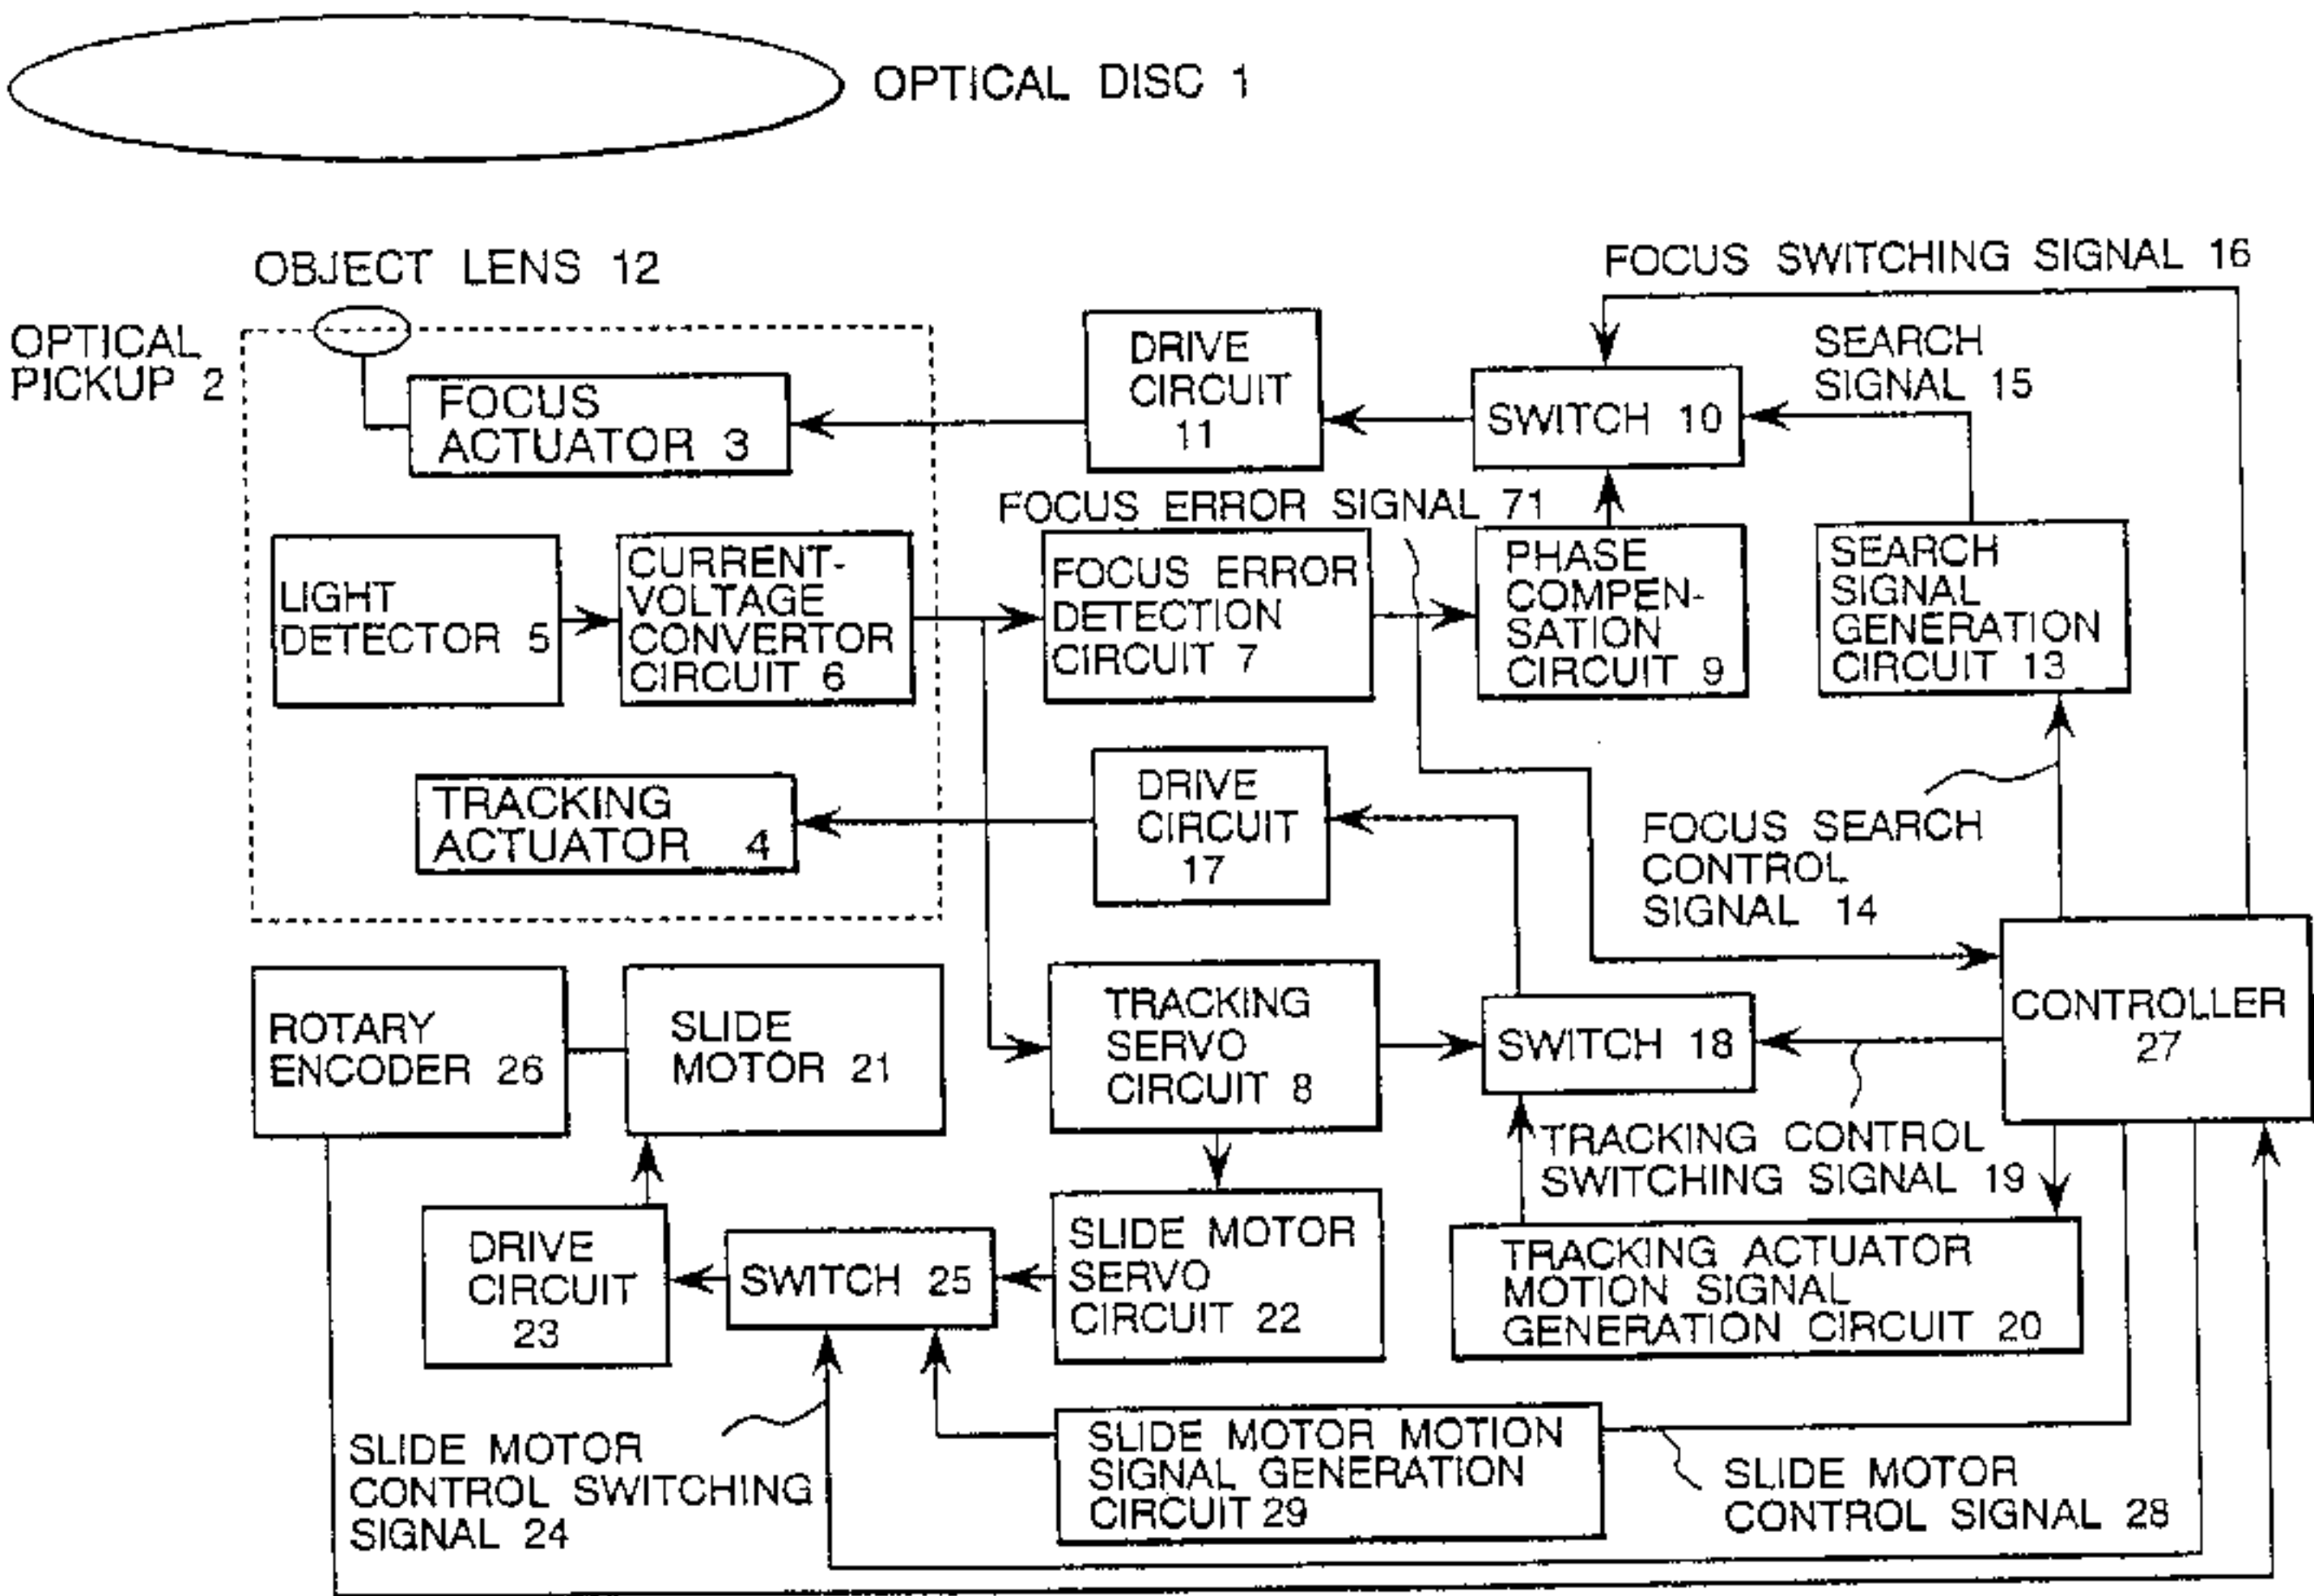 OPTICAL DISC 1
OBJECT LENS 12
FOCUS SWITCHING SIGNAL 16
OPTICAL
PICKUP 2
FOCUS
ACTUATOR 3
DRIVE
CIRCUIT
11
SWITCH 10
SEARCH
SIGNAL 15
FOCUS ERROR SIGNAL 71
LIGHT
DETECTOR 5
CURRENT-
VOLTAGE
CONVERTOR
CIRCUIT 6
FOCUS ERROR
DETECTION
CIRCUIT 7
PHASE
COMPEN-
SATION
CIRCUIT 9
SEARCH
SIGNAL
GENERATION
CIRCUIT 13
TRACKING
ACTUATOR 4
DRIVE
CIRCUIT
17
FOCUS SEARCH
CONTROL
SIGNAL 14
ROTARY
ENCODER 26
SLIDE
MOTOR 21
TRACKING
SERVO
CIRCUIT 8
SWITCH 18
CONTROLLER
27
TRACKING CONTROL
SWITCHING SIGNAL 19
DRIVE
CIRCUIT
23
SWITCH 25
SLIDE MOTOR
SERVO
CIRCUIT 22
TRACKING ACTUATOR
MOTION SIGNAL
GENERATION CIRCUIT 20
SLIDE MOTOR
CONTROL SWITCHING
SIGNAL 24
SLIDE MOTOR MOTION
SIGNAL GENERATION
CIRCUIT 29
SLIDE MOTOR
CONTROL SIGNAL 28